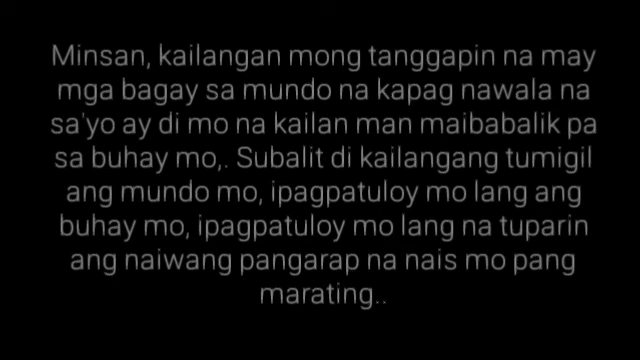 Minsan, kailangan mong tanggapin na may
mga bagay sa mundo na kapag nawala na
sa'yo ay di mo na kailan man maibabalik pa
sa buhay mo,. Subalit di kailangang tumigil
ang mundo mo, ipagpatuloy mo lang ang
buhay mo, ipagpatuloy mo lang na tuparin
ang naiwang pangarap na nais mo pang
marating..